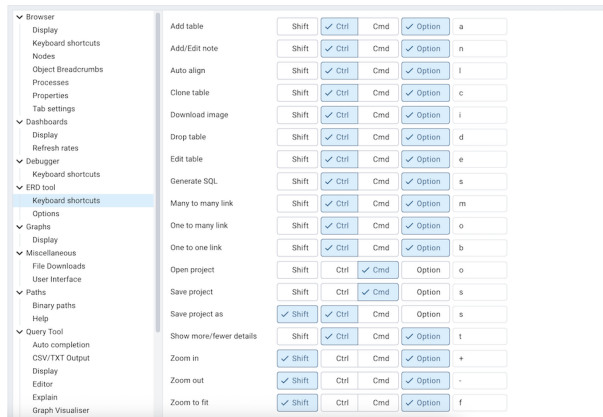 Browser
Display
Keyboard shortcuts
Nodes
Object Breadcrumbs
Processes
Properties
Tab settings
Dashboards
Display
Refresh rates
Debugger
Keyboard shortcuts
ERD tool
Keyboard shortcuts
Options
Graphs
Display
Miscellaneous
File Downloads
User Interface
Paths
Binary paths
Help
Query Tool
Auto completion
CSV/TXT Output
Display
Editor
Explain
Graph Visualiser
Add table Shift ✓ Ctrl Cmd ✓ Option a
Add/Edit note Shift ✓ Ctrl Cmd ✓ Option n
Auto align Shift ✓ Ctrl Cmd ✓ Option l
Clone table Shift ✓ Ctrl Cmd ✓ Option c
Download image Shift ✓ Ctrl Cmd ✓ Option i
Drop table Shift ✓ Ctrl Cmd ✓ Option d
Edit table Shift ✓ Ctrl Cmd ✓ Option e
Generate SQL Shift ✓ Ctrl Cmd ✓ Option s
Many to many link Shift ✓ Ctrl Cmd ✓ Option m
One to many link Shift ✓ Ctrl Cmd ✓ Option o
One to one link Shift ✓ Ctrl Cmd ✓ Option b
Open project Shift Ctrl ✓ Cmd Option o
Save project Shift Ctrl ✓ Cmd Option s
Save project as ✓ Shift ✓ Ctrl Cmd Option s
Show more/fewer details Shift ✓ Ctrl Cmd ✓ Option t
Zoom in ✓ Shift Ctrl Cmd ✓ Option +
Zoom out ✓ Shift Ctrl Cmd ✓ Option -
Zoom to fit ✓ Shift Ctrl Cmd ✓ Option f